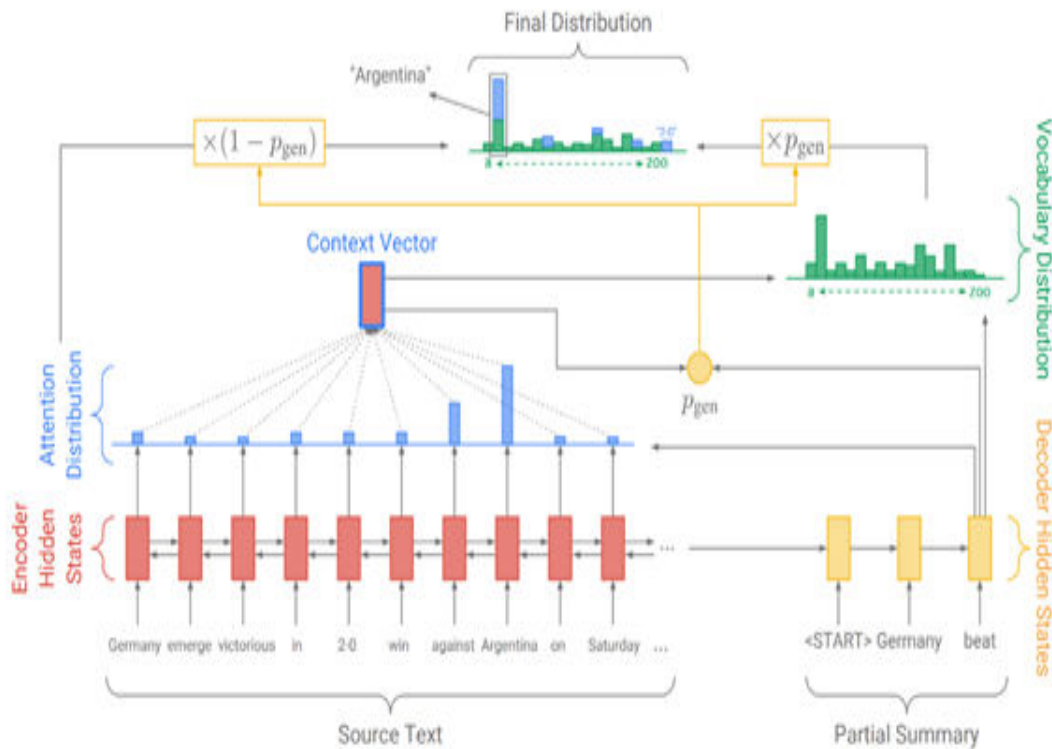 Final Distribution
"Argentina"
×(1 − p_gen)
×p_gen
2-0
a
zoo
Context Vector
Vocabulary Distribution
a
zoo
Attention
Distribution
p_gen
Encoder
Hidden
States
Decoder Hidden States
...
Germany emerge victorious in 2-0 win against Argentina on Saturday ...
<START> Germany beat
Source Text
Partial Summary